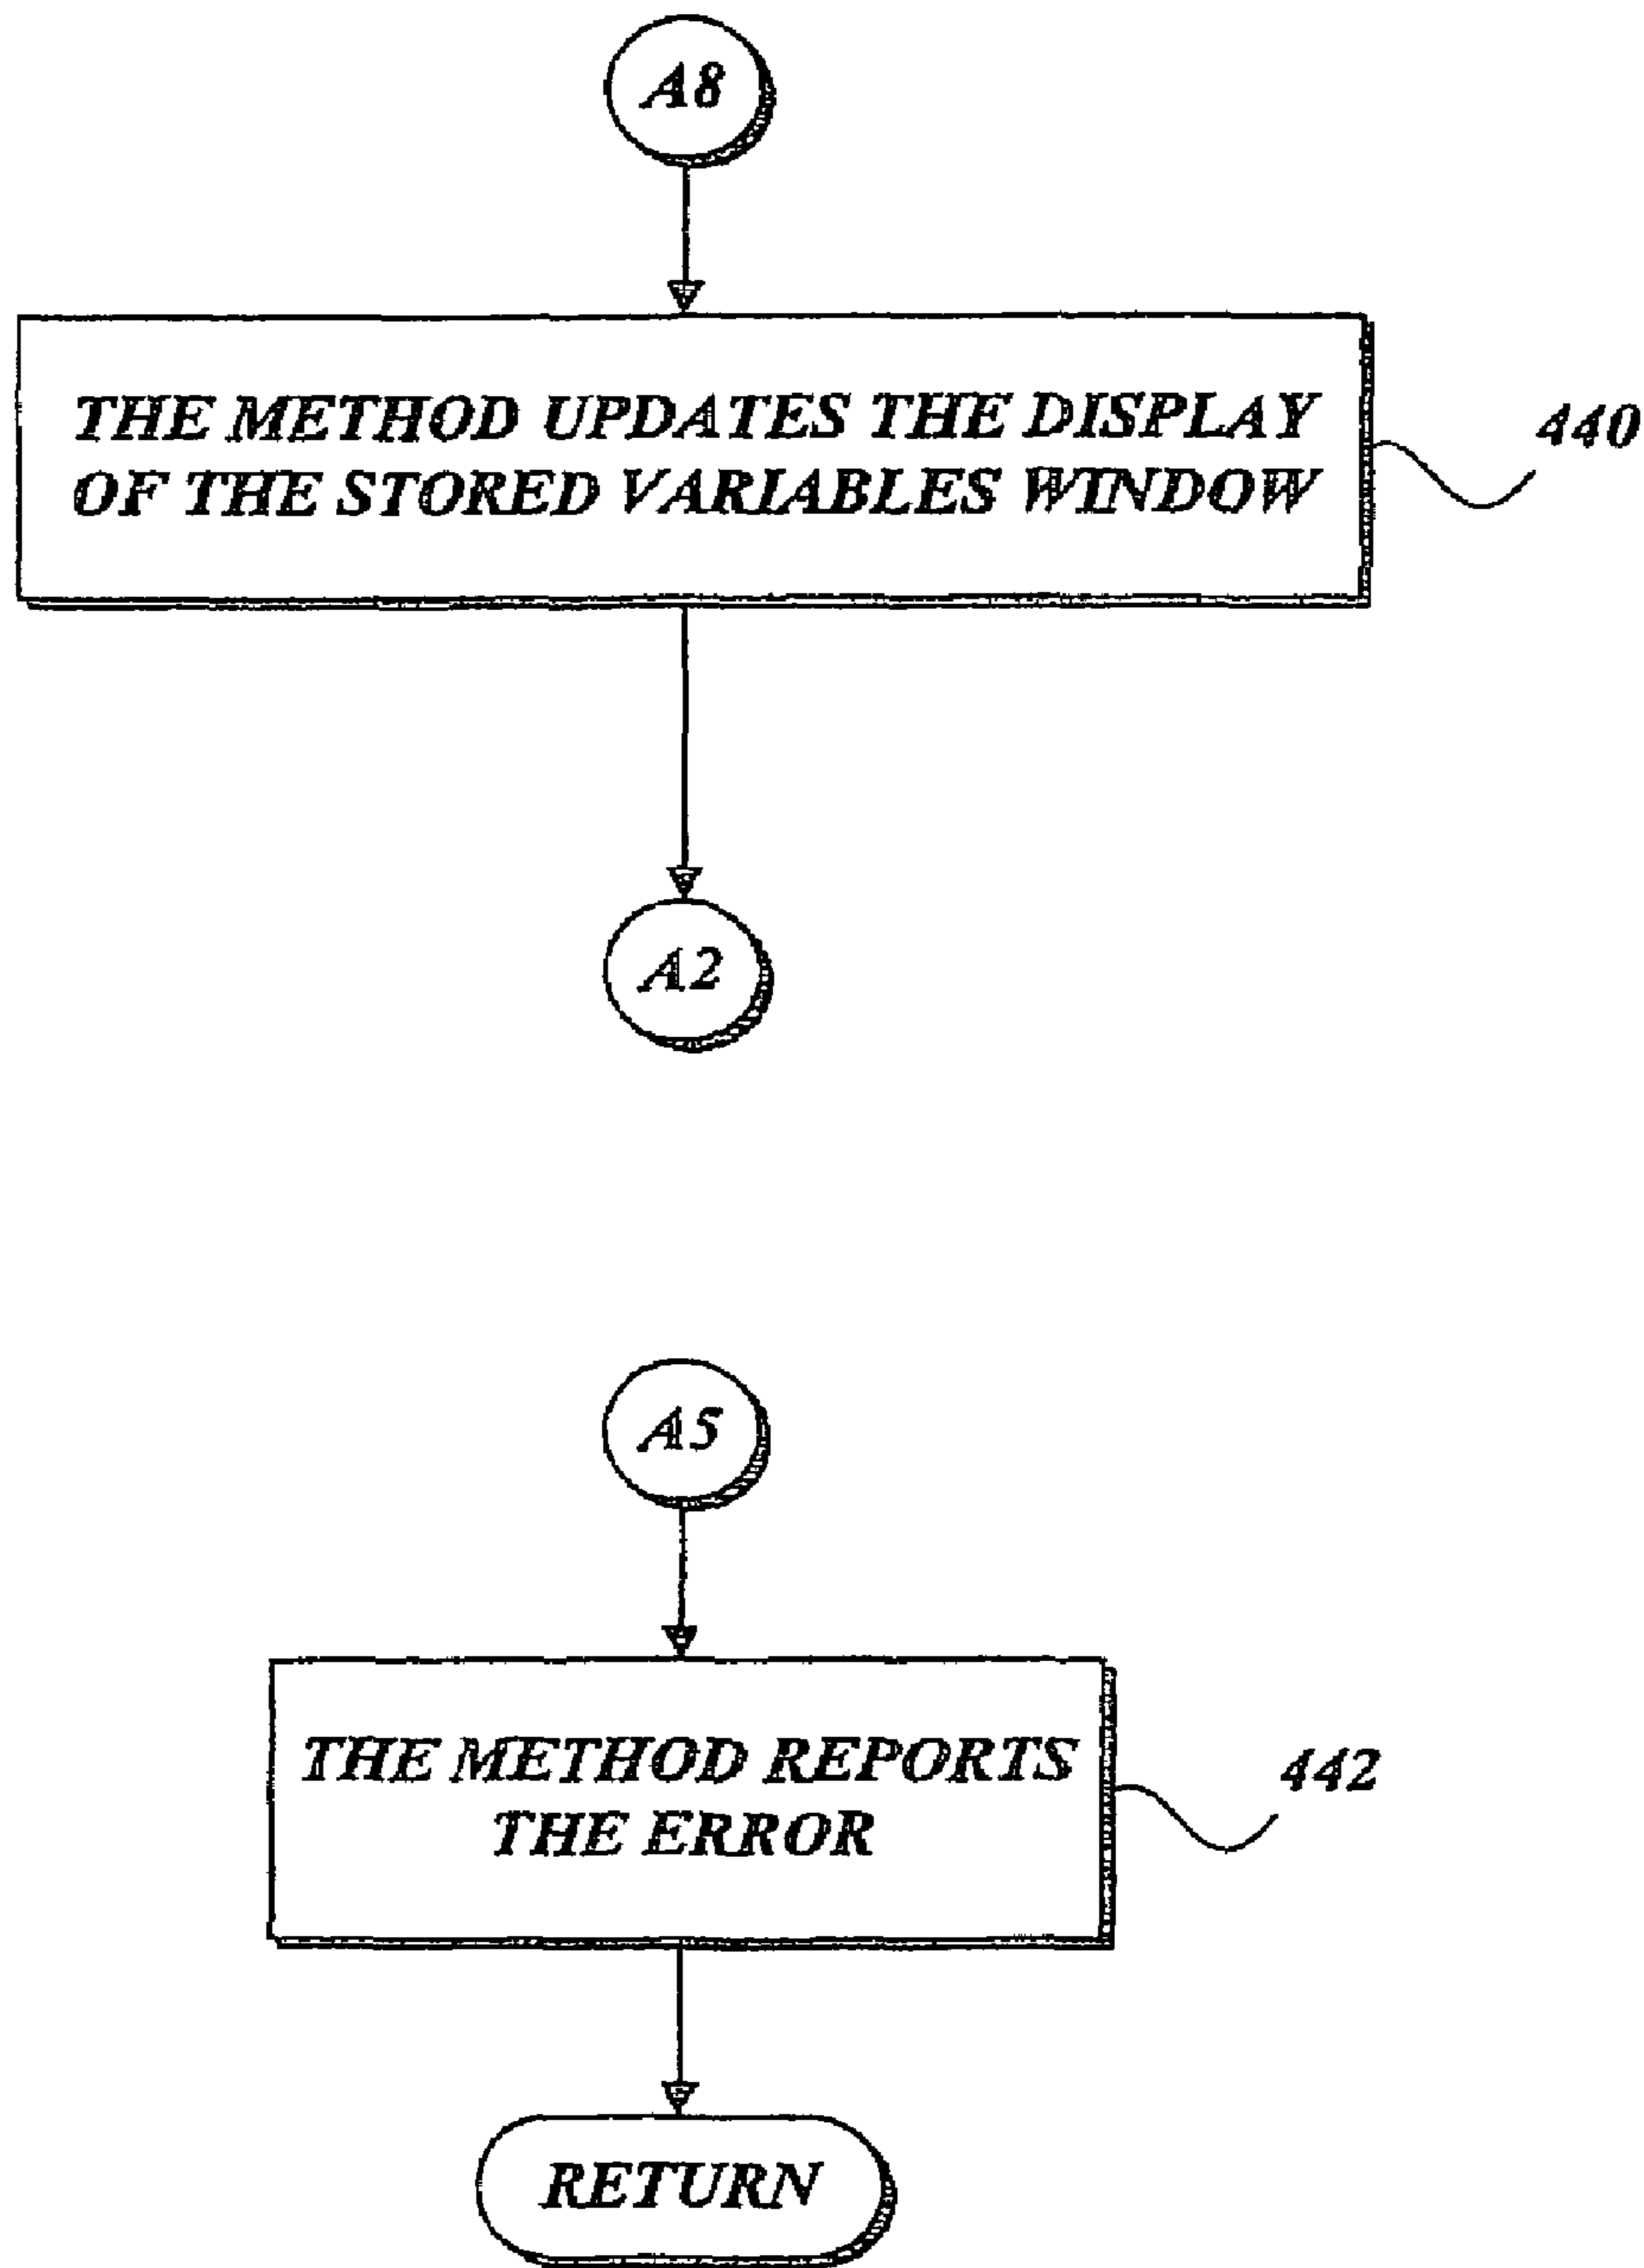 A8
THE METHOD UPDATES THE DISPLAY
OF THE STORED VARIABLES WINDOW
440
A2
A5
THE METHOD REPORTS
THE ERROR
442
RETURN